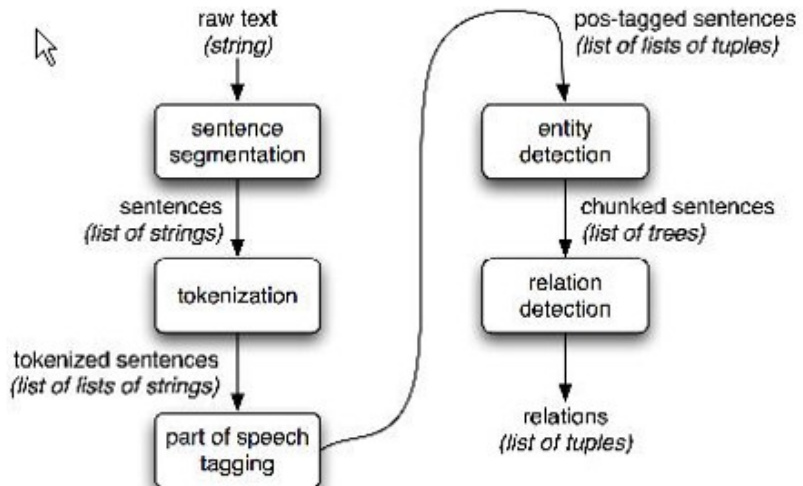 raw text
(string)
sentence
segmentation
sentences
(list of strings)
tokenization
tokenized sentences
(list of lists of strings)
part of speech
tagging
pos-tagged sentences
(list of lists of tuples)
entity
detection
chunked sentences
(list of trees)
relation
detection
relations
(list of tuples)